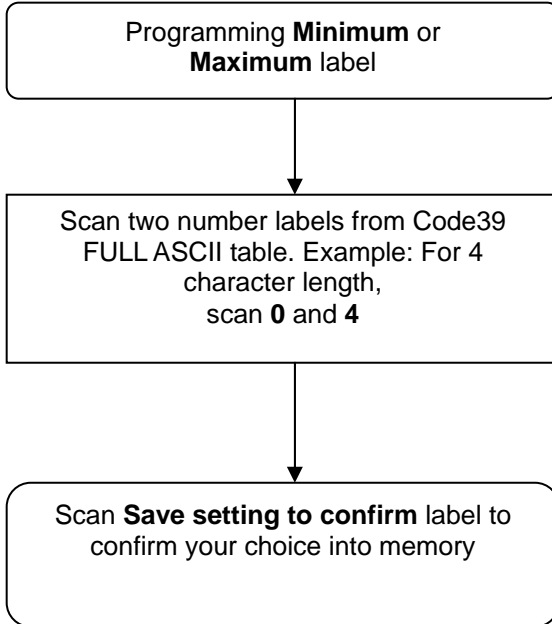 Programming Minimum or
Maximum label
Scan two number labels from Code39
FULL ASCII table. Example: For 4
character length,
scan 0 and 4
Scan Save setting to confirm label to
confirm your choice into memory